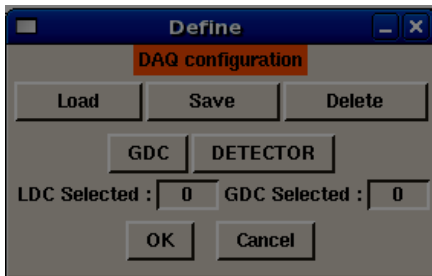 Define
DAQ configuration
Load Save Delete
GDC DETECTOR
LDC Selected : 0 GDC Selected : 0
OK Cancel